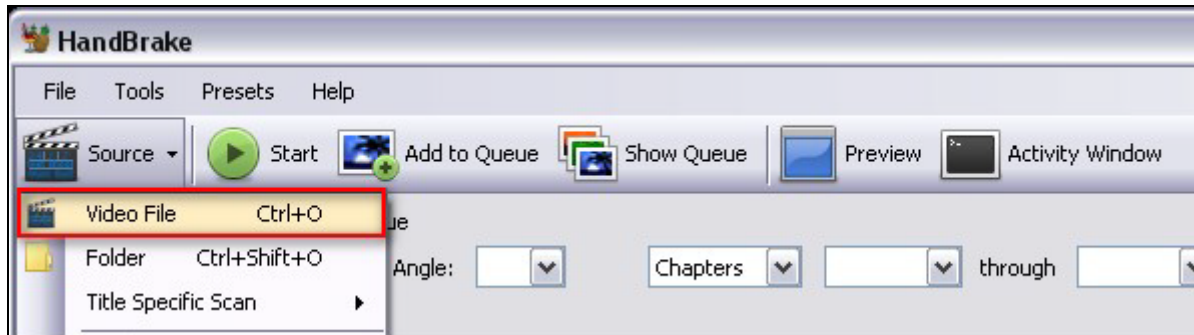 HandBrake
File Tools Presets Help
Source Start Add to Queue Show Queue Preview Activity Window
Video File Ctrl+O
Folder Ctrl+Shift+O Angle: Chapters through
Title Specific Scan